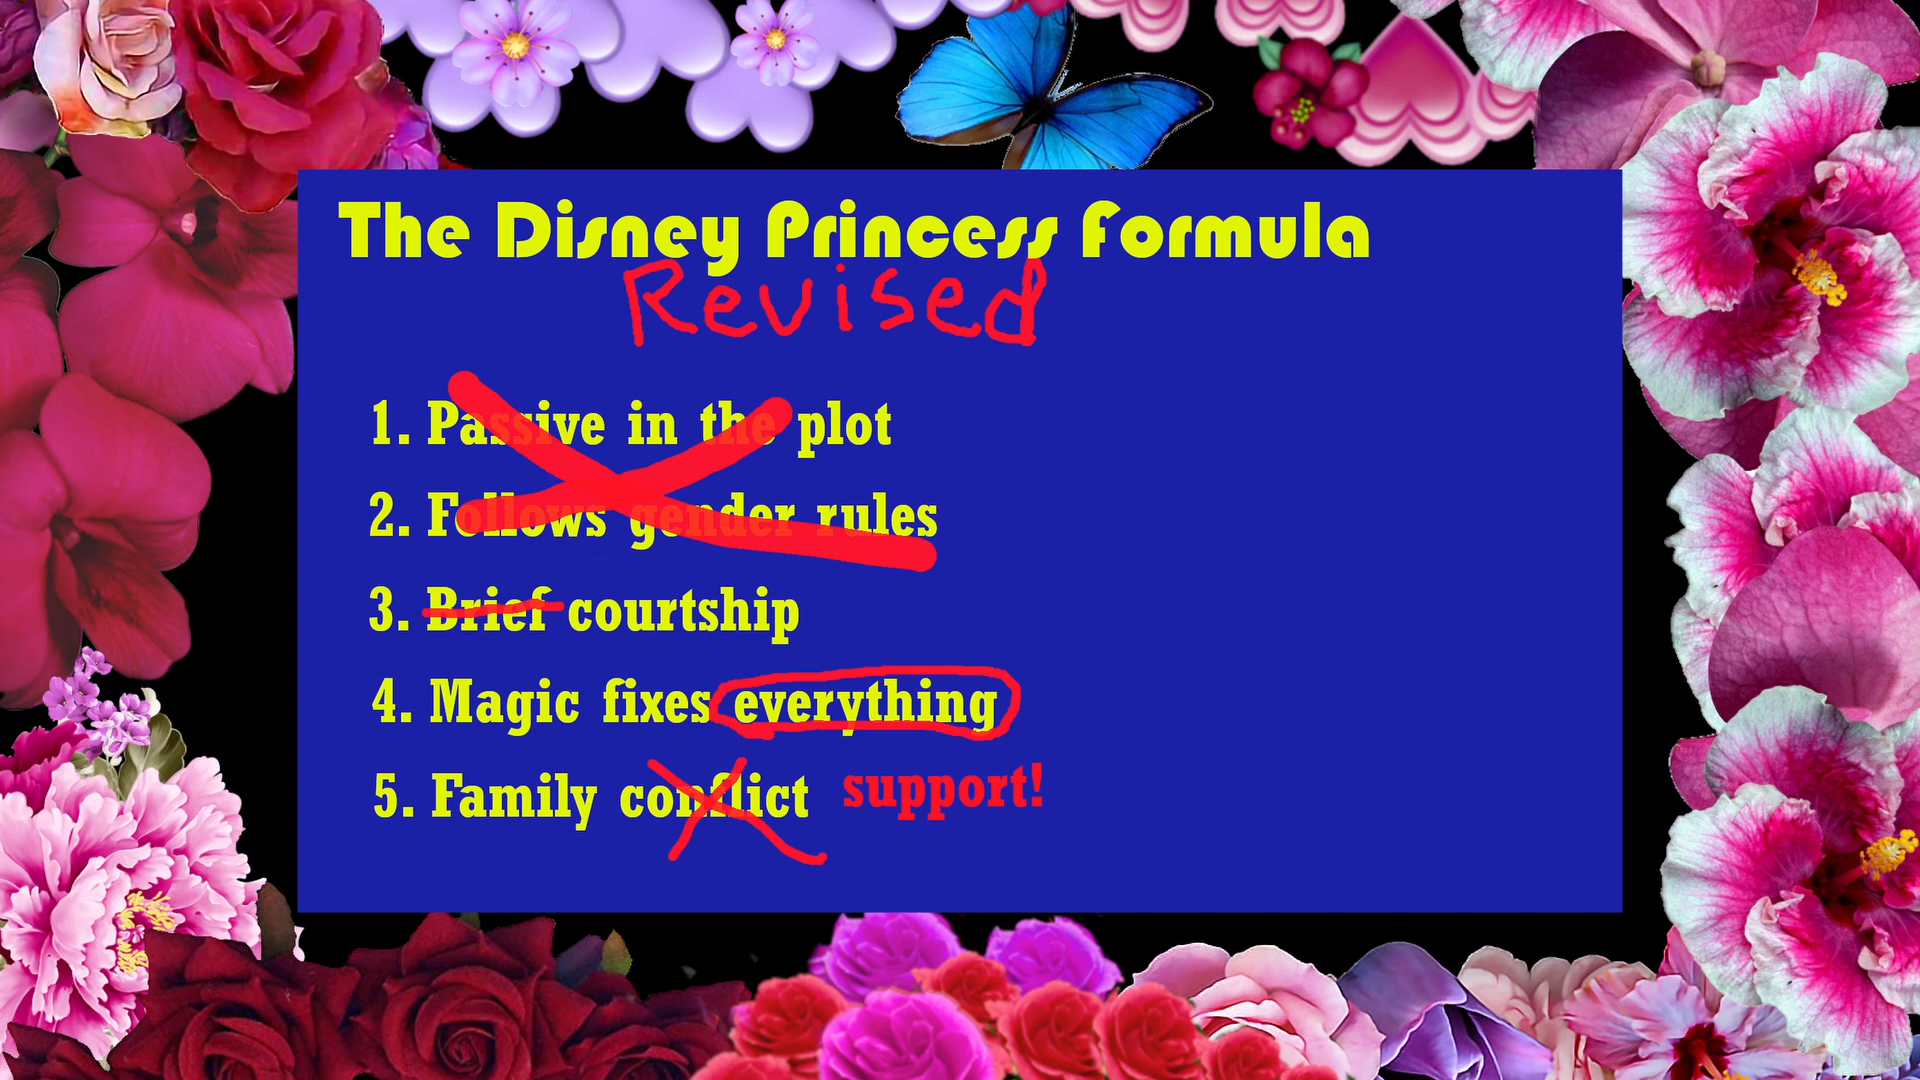 The Disney Princess Formula
Revised
1. Passive in the plot
2. Follows gender rules
3. Brief courtship
4. Magic fixes everything
5. Family conflict support!